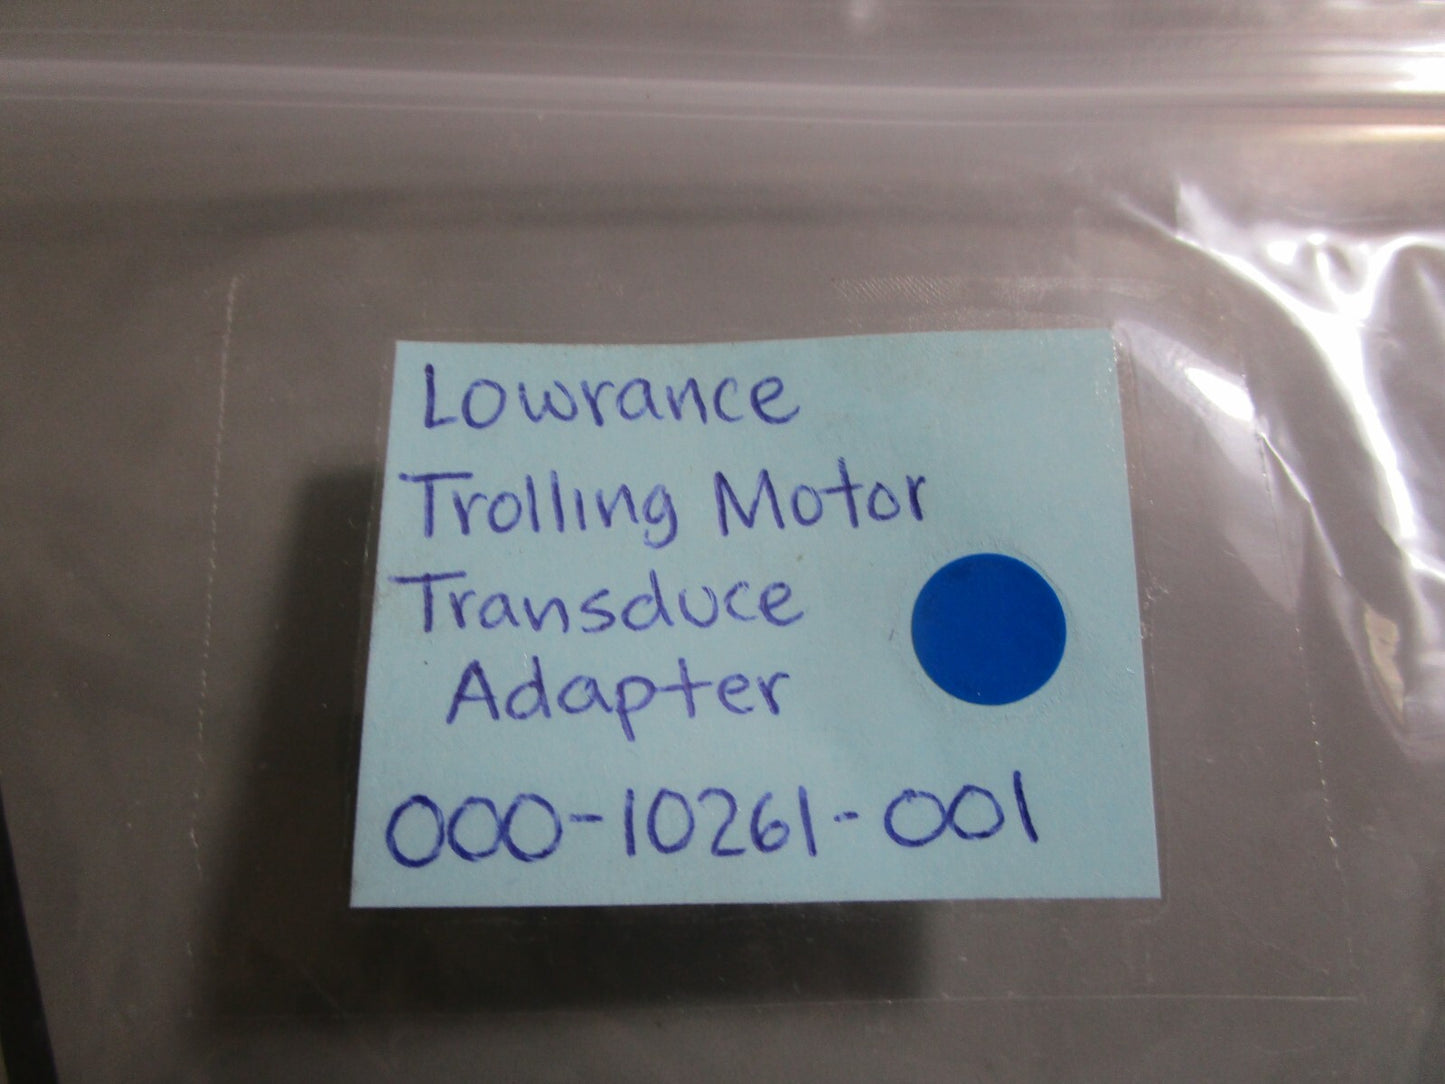 Lowrance
Trolling Motor
Transduce
Adapter
000-10261-001